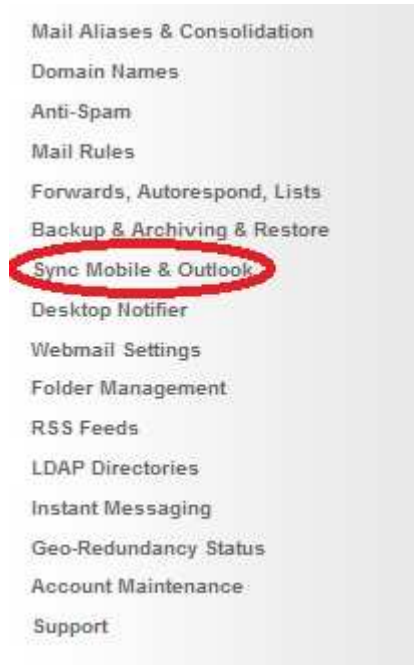 Mail Aliases & Consolidation
Domain Names
Anti-Spam
Mail Rules
Forwards, Autorespond, Lists
Backup & Archiving & Restore
Sync Mobile & Outlook
Desktop Notifier
Webmail Settings
Folder Management
RSS Feeds
LDAP Directories
Instant Messaging
Geo-Redundancy Status
Account Maintenance
Support